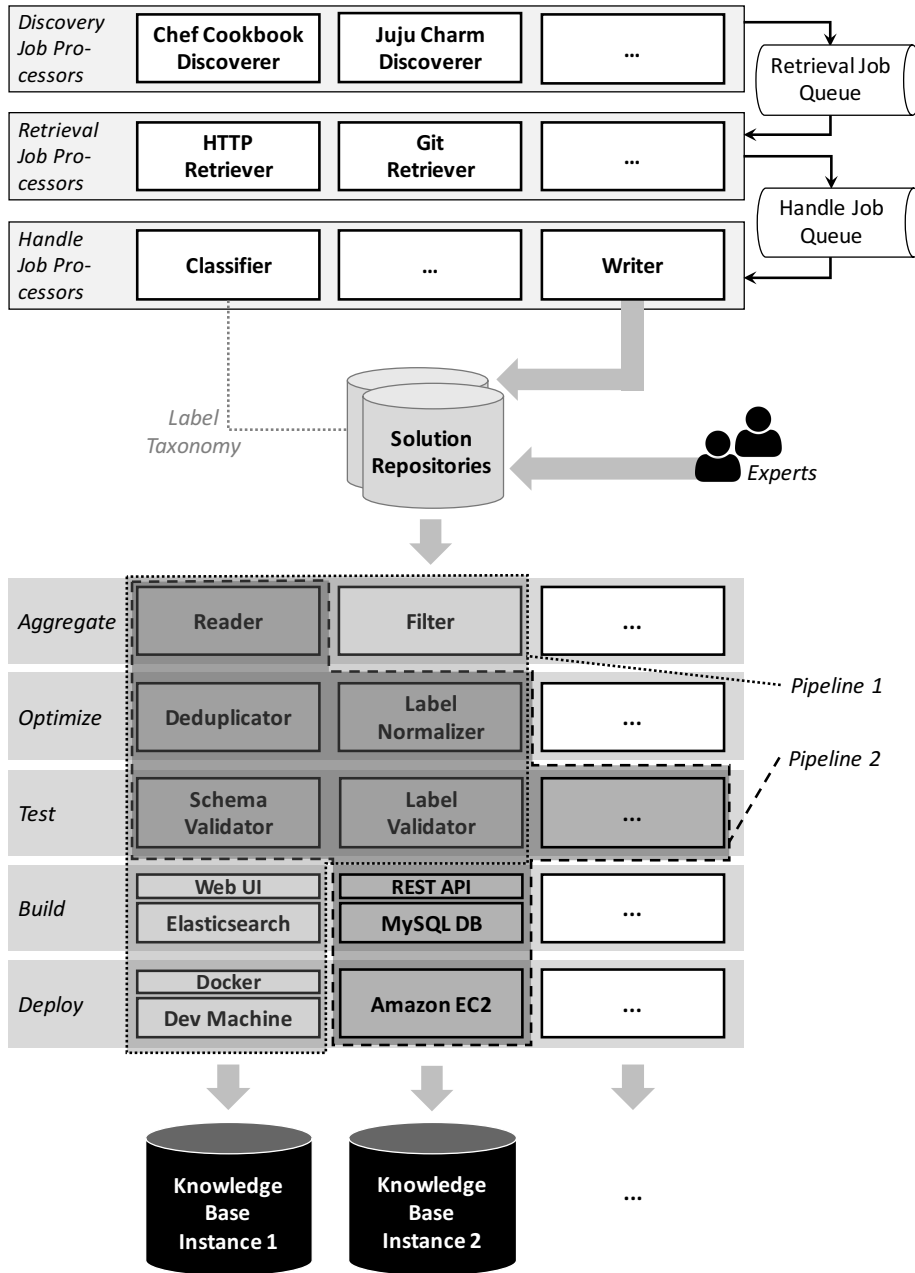 Discovery
Job Pro-
cessors
Chef Cookbook
Discoverer
Juju Charm
Discoverer
...
Retrieval Job
Queue
Retrieval
Job Pro-
cessors
HTTP
Retriever
Git
Retriever
...
Handle Job
Queue
Handle
Job Pro-
cessors
Classifier
...
Writer
Label
Taxonomy
Solution
Repositories
Experts
Aggregate
Reader
Filter
...
Pipeline 1
Optimize
Deduplicator
Label
Normalizer
...
Pipeline 2
Test
Schema
Validator
Label
Validator
...
Build
Web UI
Elasticsearch
REST API
MySQL DB
...
Deploy
Docker
Dev Machine
Amazon EC2
...
Knowledge
Base
Instance 1
Knowledge
Base
Instance 2
...